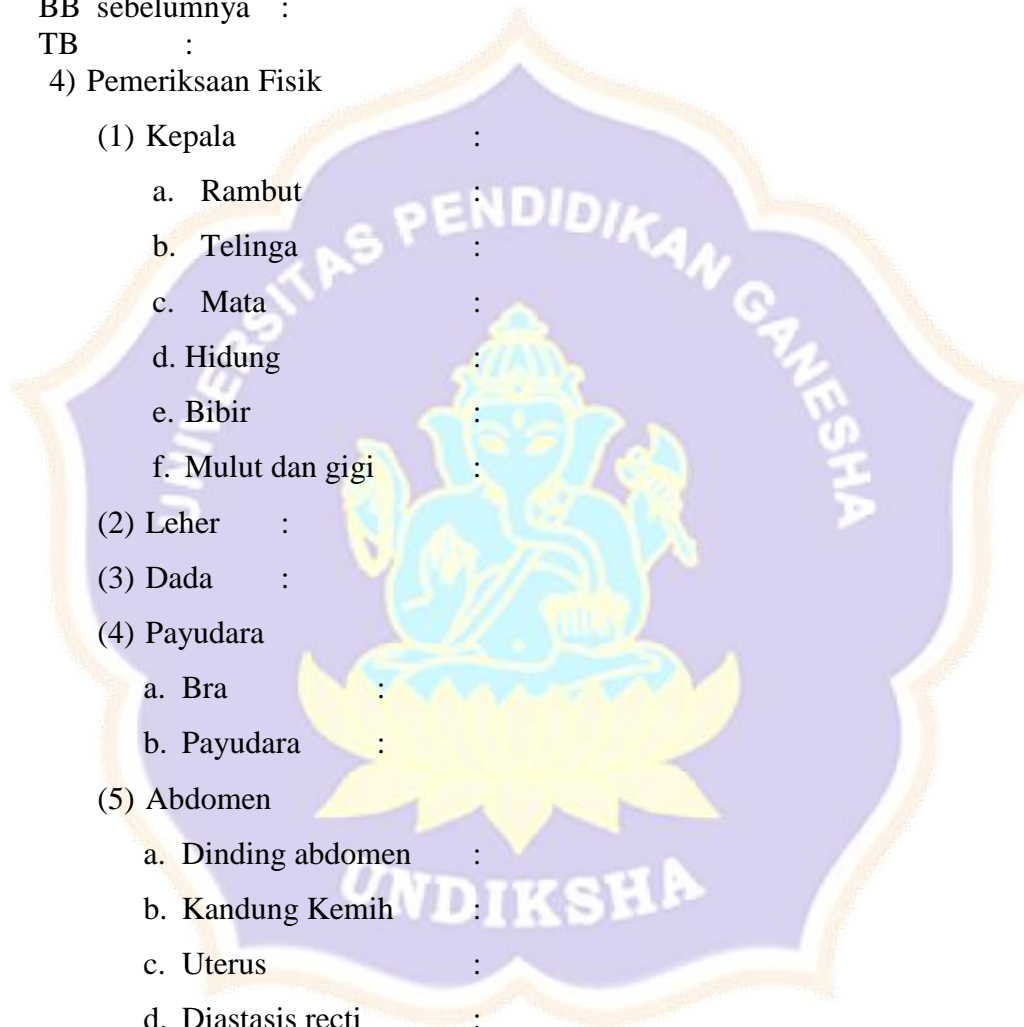 BB sebelumnya :
TB :
4) Pemeriksaan Fisik
(1) Kepala :
a. Rambut :
b. Telinga :
c. Mata :
d. Hidung :
e. Bibir :
f. Mulut dan gigi :
(2) Leher :
(3) Dada :
(4) Payudara
a. Bra :
b. Payudara :
(5) Abdomen
a. Dinding abdomen :
b. Kandung Kemih :
c. Uterus :
d. Diastasis recti :
UNIVERSITAS PENDIDIKAN GANESHA
UNDIKSHA